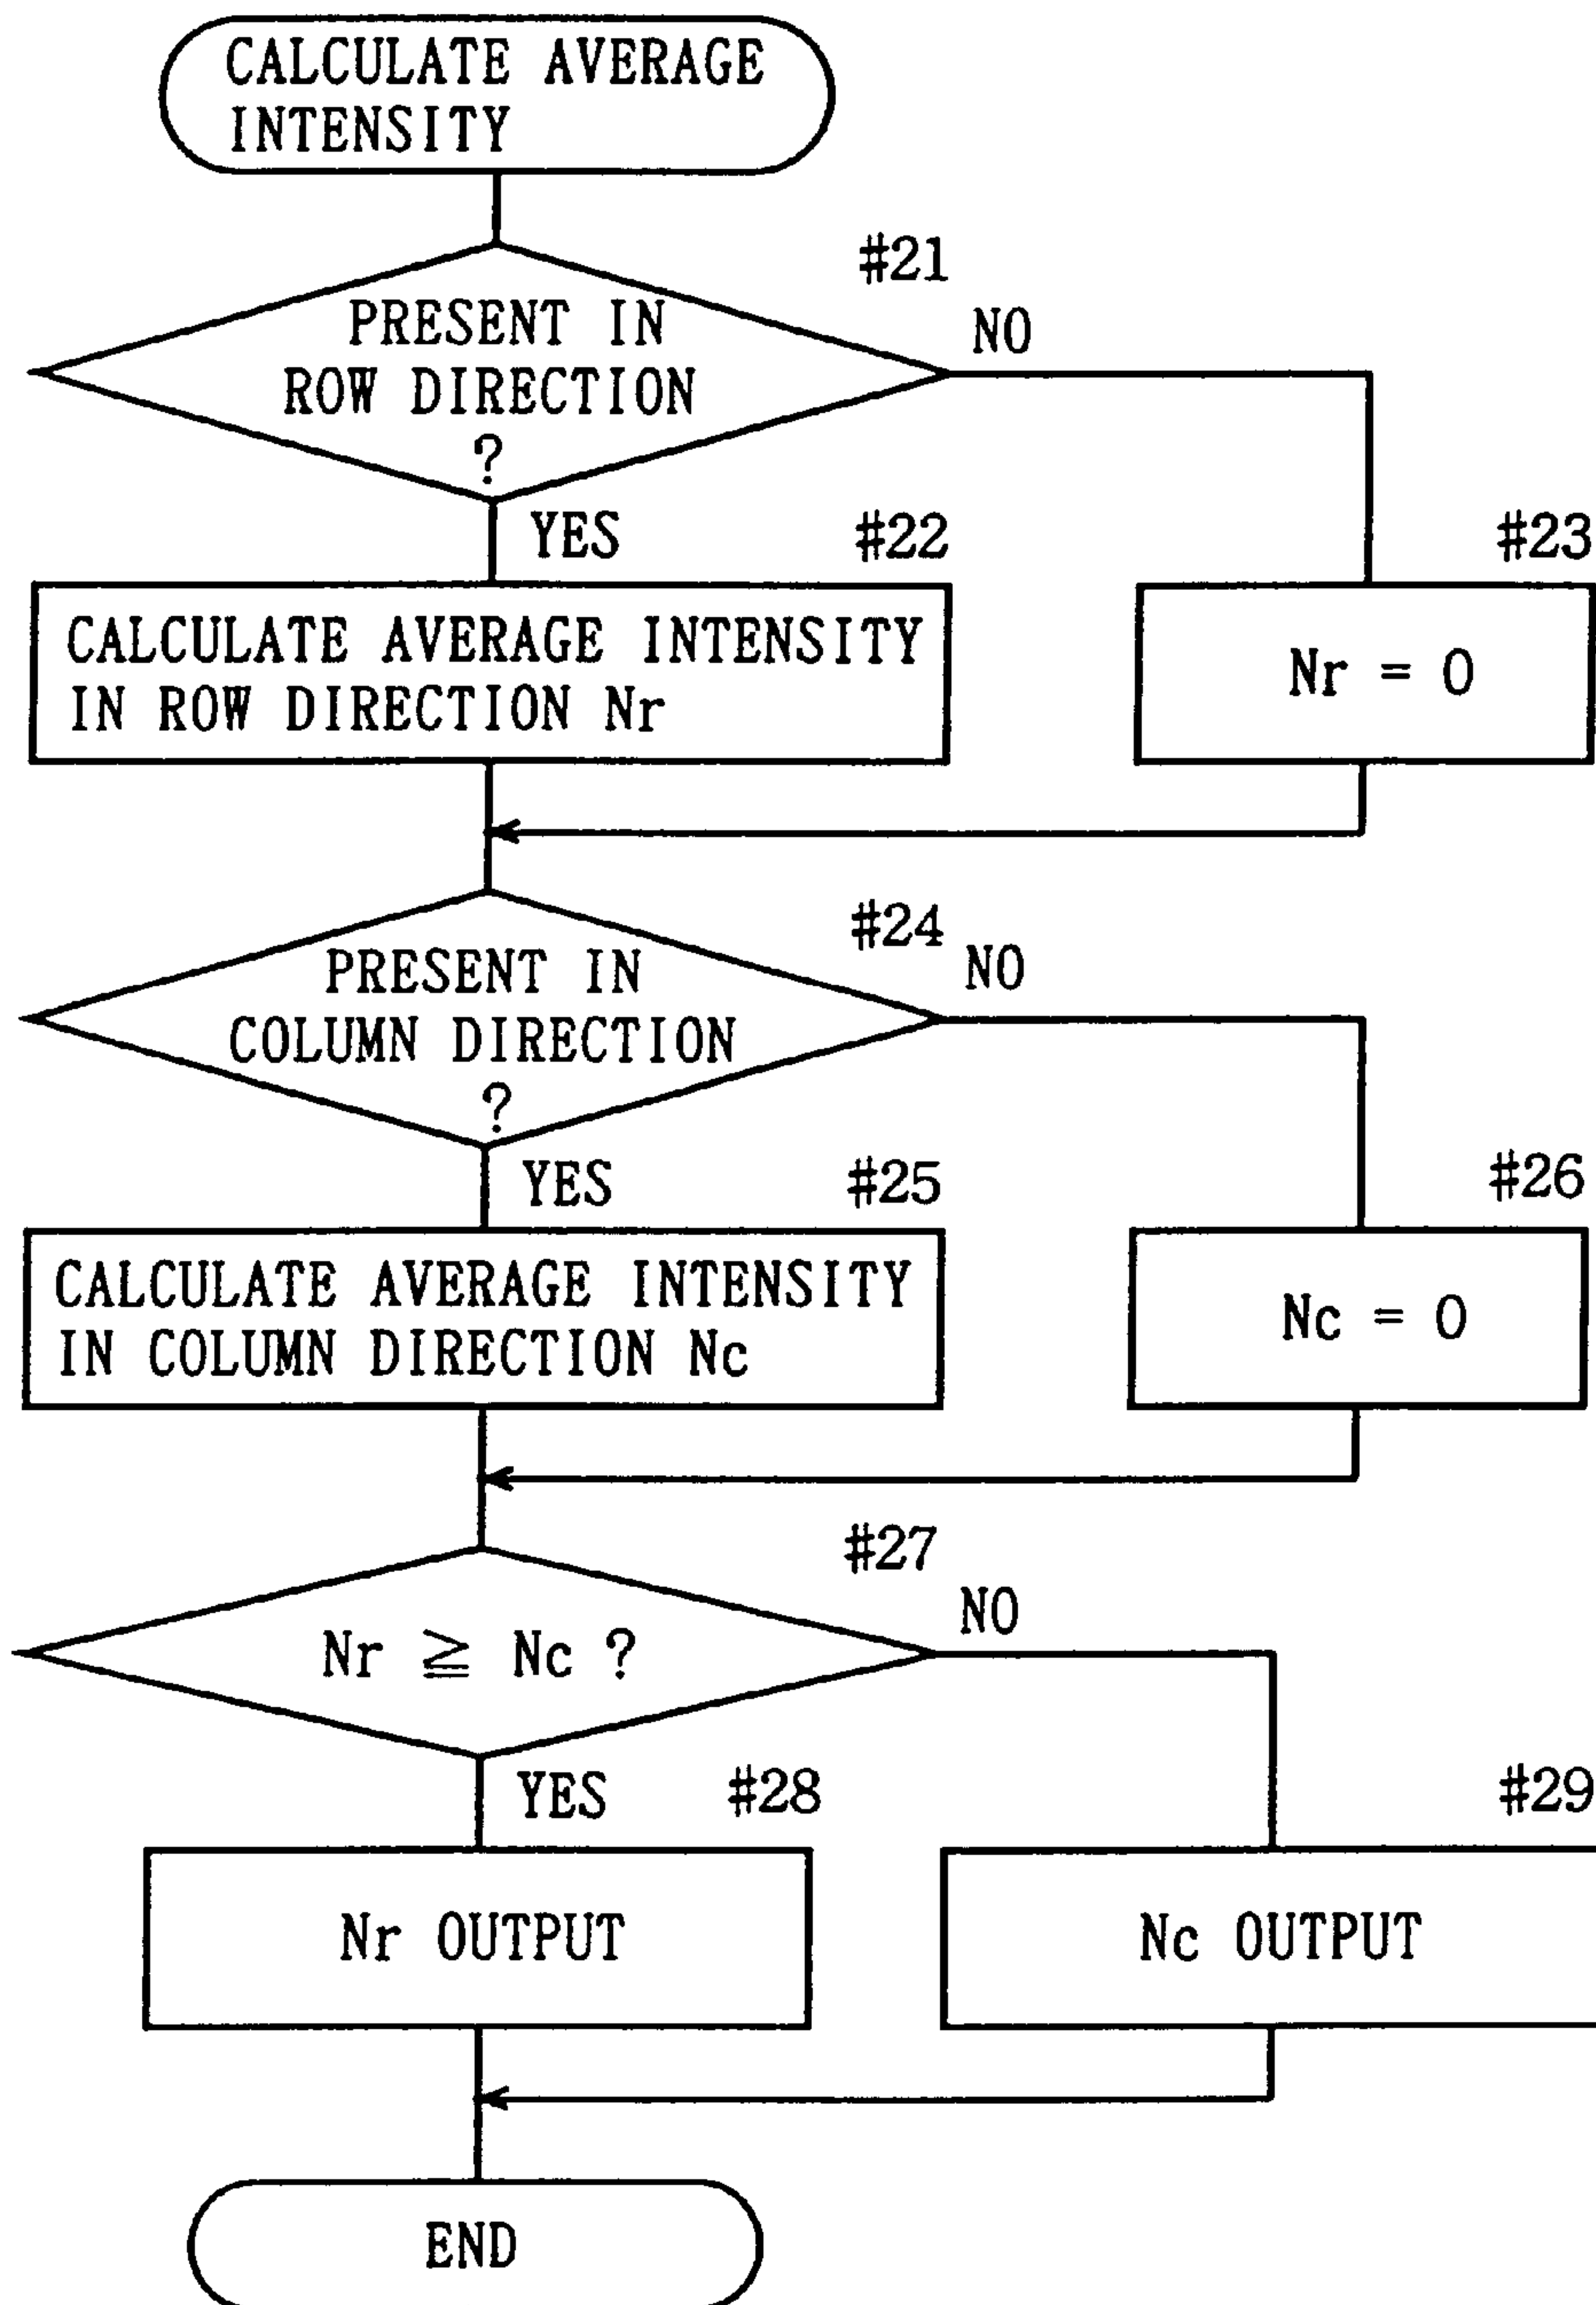 CALCULATE AVERAGE
INTENSITY
#21
PRESENT IN
ROW DIRECTION
?
NO
YES
#22
#23
CALCULATE AVERAGE INTENSITY
IN ROW DIRECTION Nr
Nr = 0
#24
PRESENT IN
COLUMN DIRECTION
?
NO
YES
#25
#26
CALCULATE AVERAGE INTENSITY
IN COLUMN DIRECTION Nc
Nc = 0
#27
Nr ≧ Nc ?
NO
YES
#28
#29
Nr OUTPUT
Nc OUTPUT
END